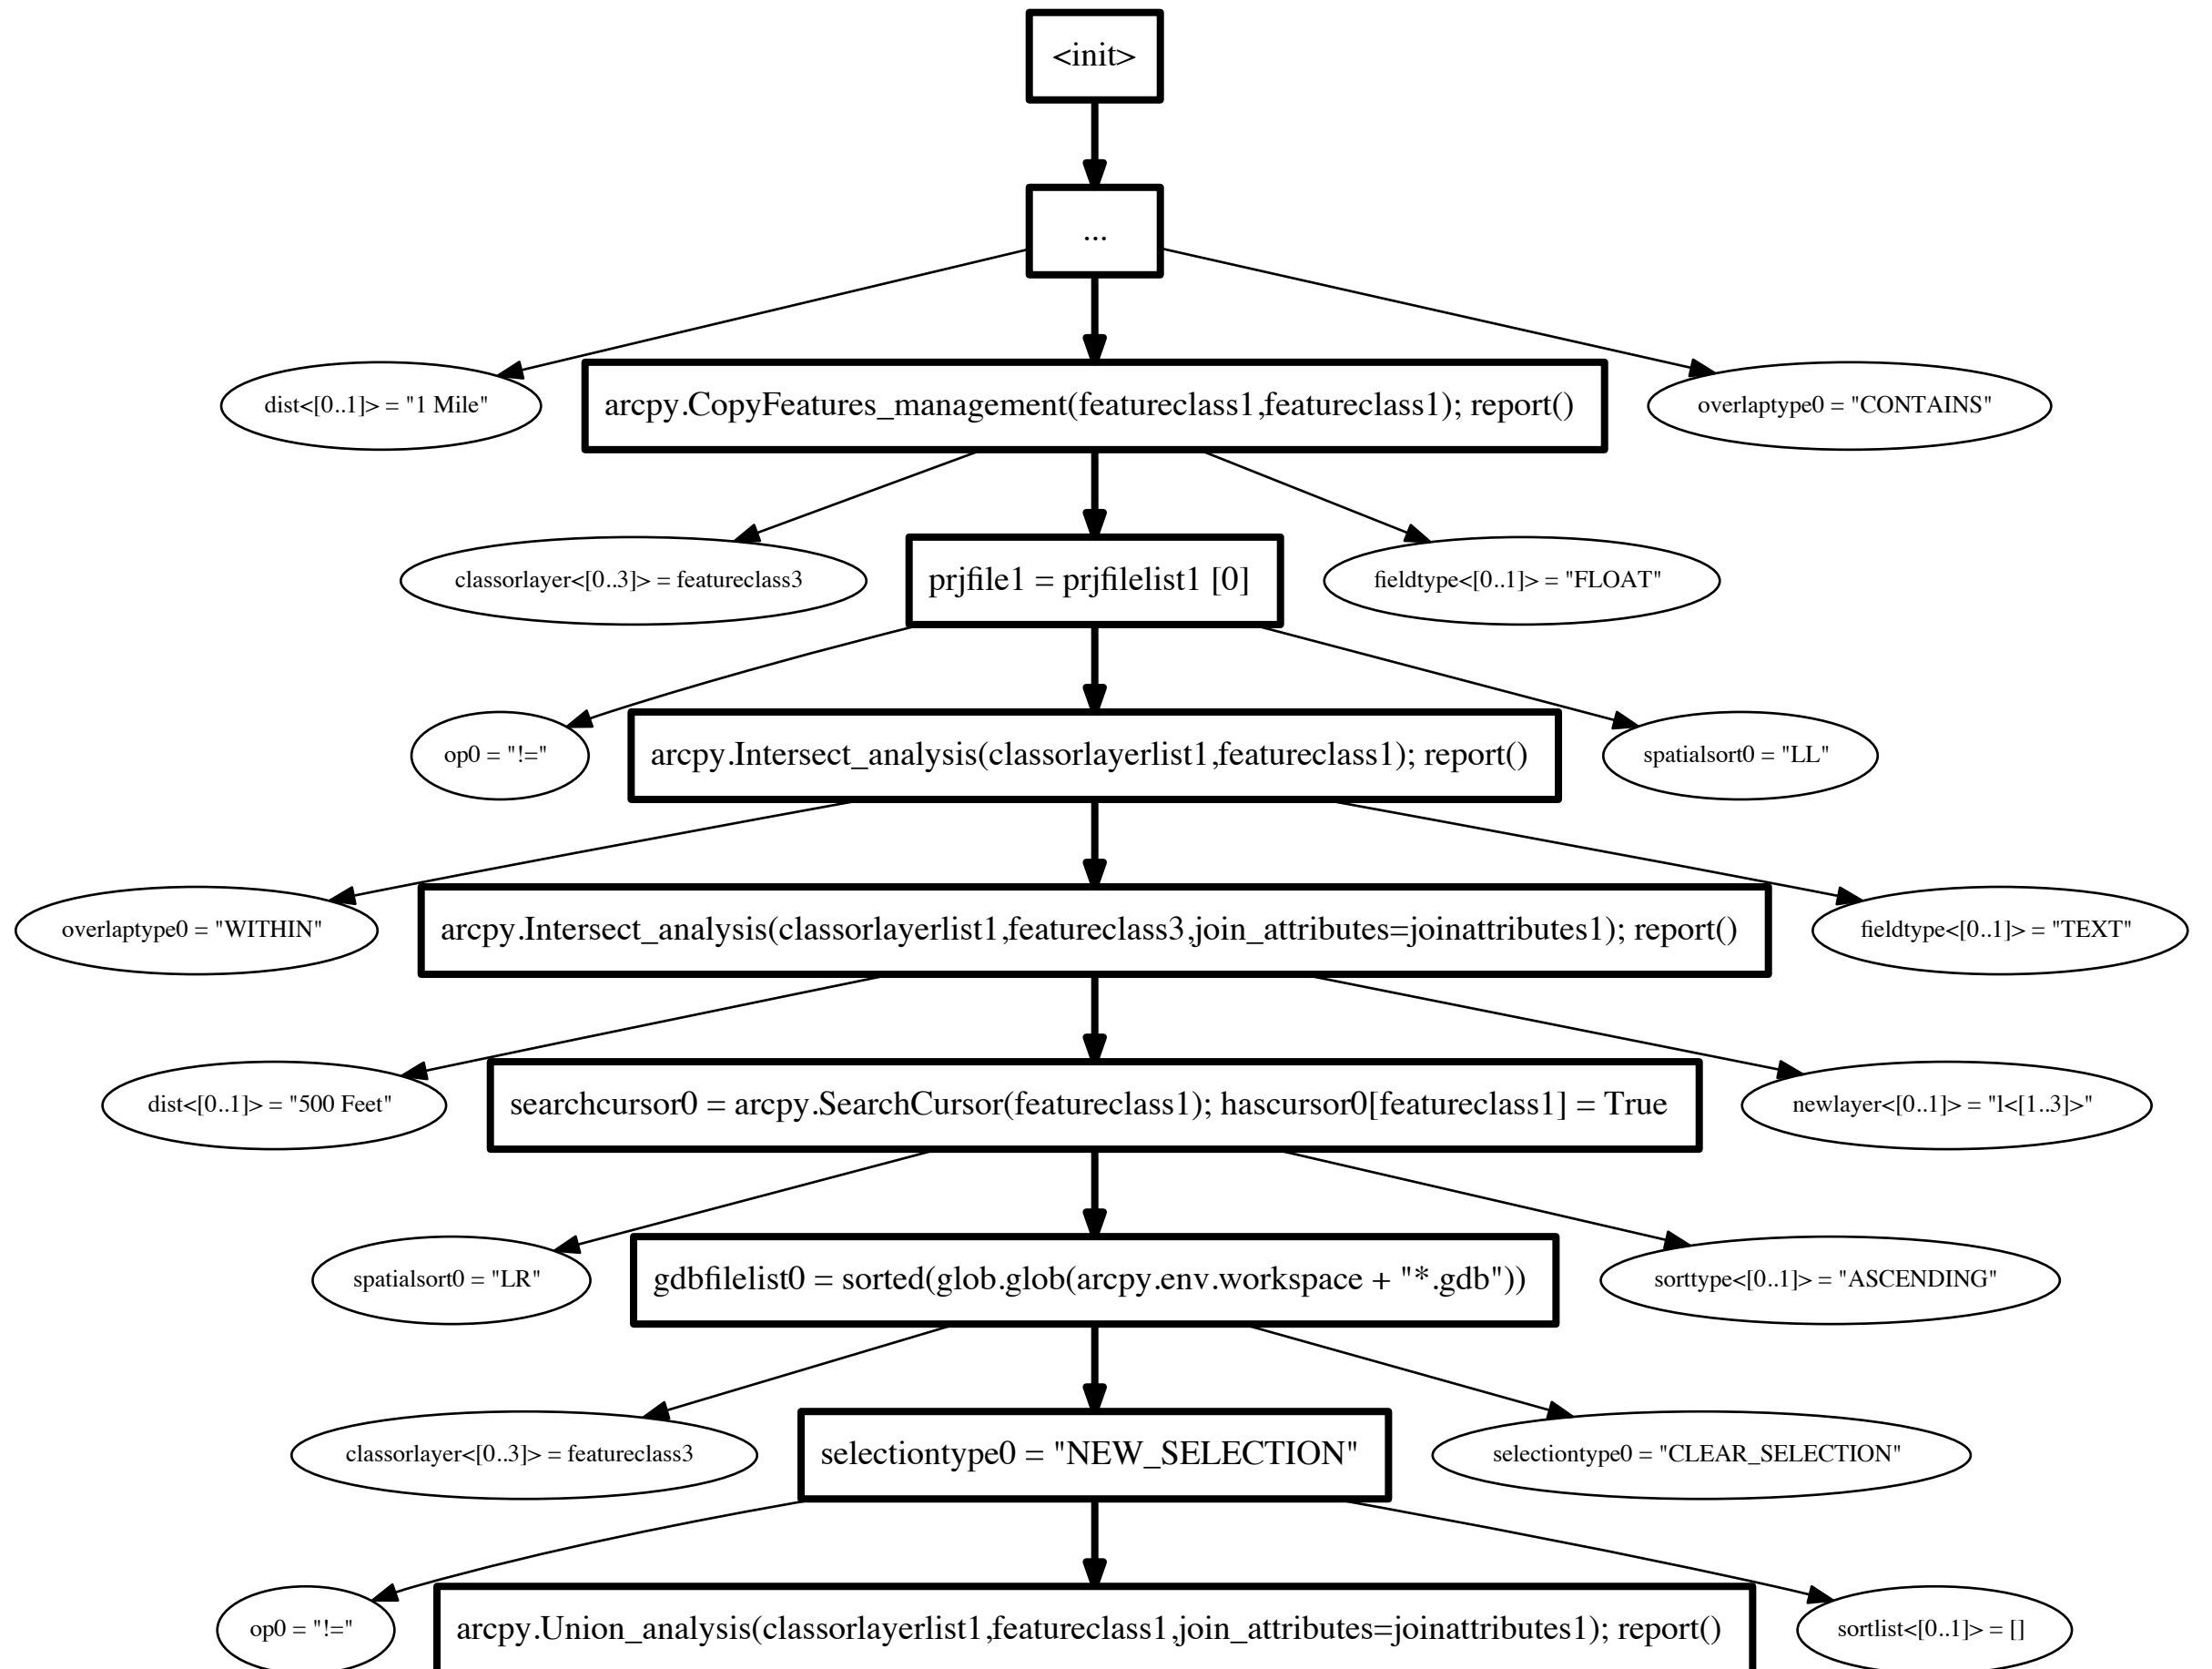 <init>
...
dist<[0..1]> = "1 Mile"
arcpy.CopyFeatures_management(featureclass1,featureclass1); report()
overlaptype0 = "CONTAINS"
classorlayer<[0..3]> = featureclass3
prjfile1 = prjfilelist1 [0]
fieldtype<[0..1]> = "FLOAT"
op0 = "!="
arcpy.Intersect_analysis(classorlayerlist1,featureclass1); report()
spatialsort0 = "LL"
overlaptype0 = "WITHIN"
arcpy.Intersect_analysis(classorlayerlist1,featureclass3,join_attributes=joinattributes1); report()
fieldtype<[0..1]> = "TEXT"
dist<[0..1]> = "500 Feet"
searchcursor0 = arcpy.SearchCursor(featureclass1); hascursor0[featureclass1] = True
newlayer<[0..1]> = "l<[1..3]>"
spatialsort0 = "LR"
gdbfilelist0 = sorted(glob.glob(arcpy.env.workspace + "*.gdb"))
sorttype<[0..1]> = "ASCENDING"
classorlayer<[0..3]> = featureclass3
selectiontype0 = "NEW_SELECTION"
selectiontype0 = "CLEAR_SELECTION"
op0 = "!="
arcpy.Union_analysis(classorlayerlist1,featureclass1,join_attributes=joinattributes1); report()
sortlist<[0..1]> = []